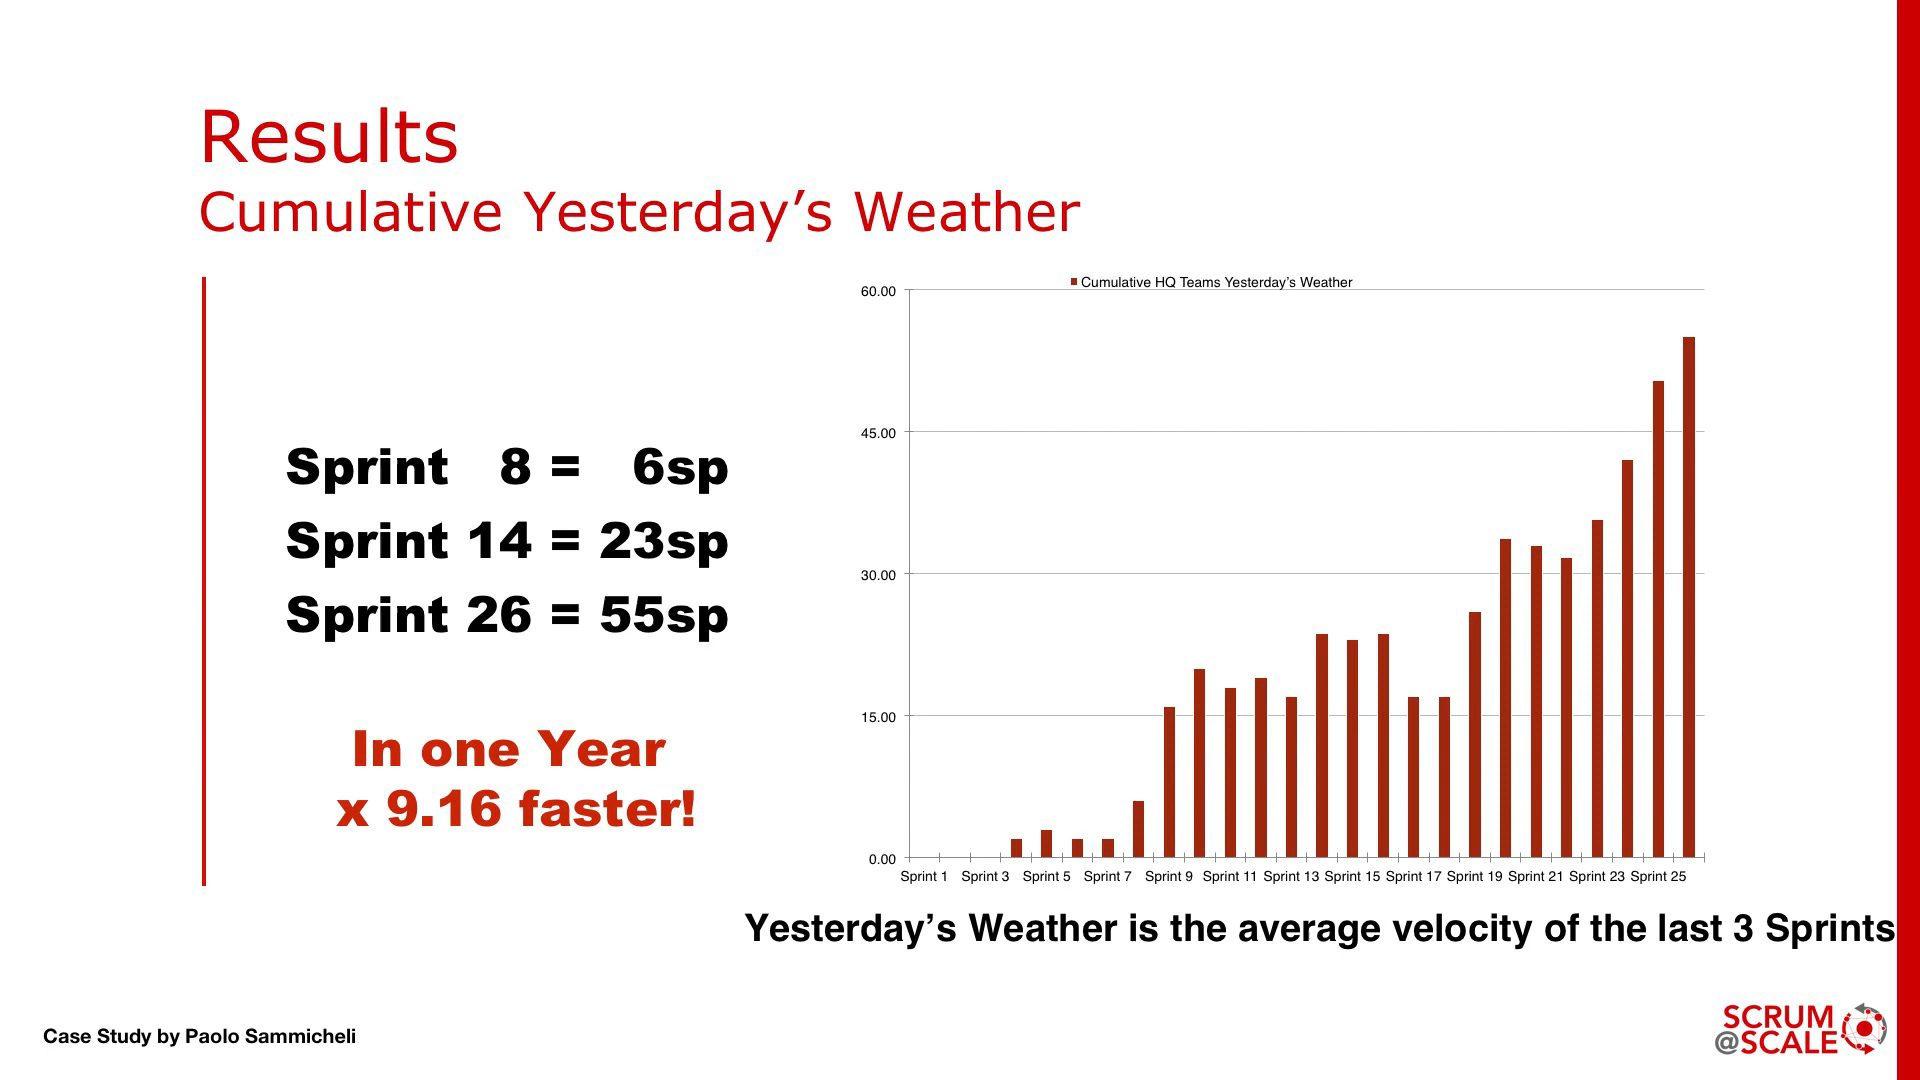 Results
Cumulative Yesterday’s Weather
Sprint 8 = 6sp
Sprint 14 = 23sp
Sprint 26 = 55sp
In one Year
x 9.16 faster!
Cumulative HQ Teams Yesterday’s Weather
60.00
45.00
30.00
15.00
0.00
Sprint 1 Sprint 3 Sprint 5 Sprint 7 Sprint 9 Sprint 11 Sprint 13 Sprint 15 Sprint 17 Sprint 19 Sprint 21 Sprint 23 Sprint 25
Yesterday’s Weather is the average velocity of the last 3 Sprints
Case Study by Paolo Sammicheli
SCRUM
@SCALE